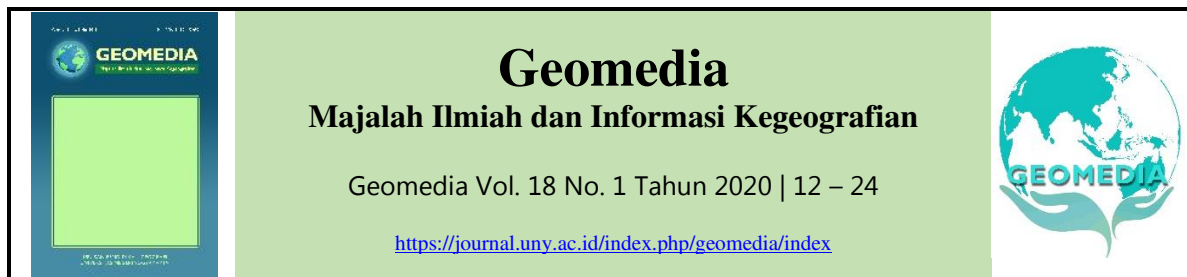 GEOMEDIA
Geomedia
Majalah Ilmiah dan Informasi Kegeografian
Geomedia Vol. 18 No. 1 Tahun 2020 | 12 – 24
https://journal.uny.ac.id/index.php/geomedia/index
GEOMEDIA